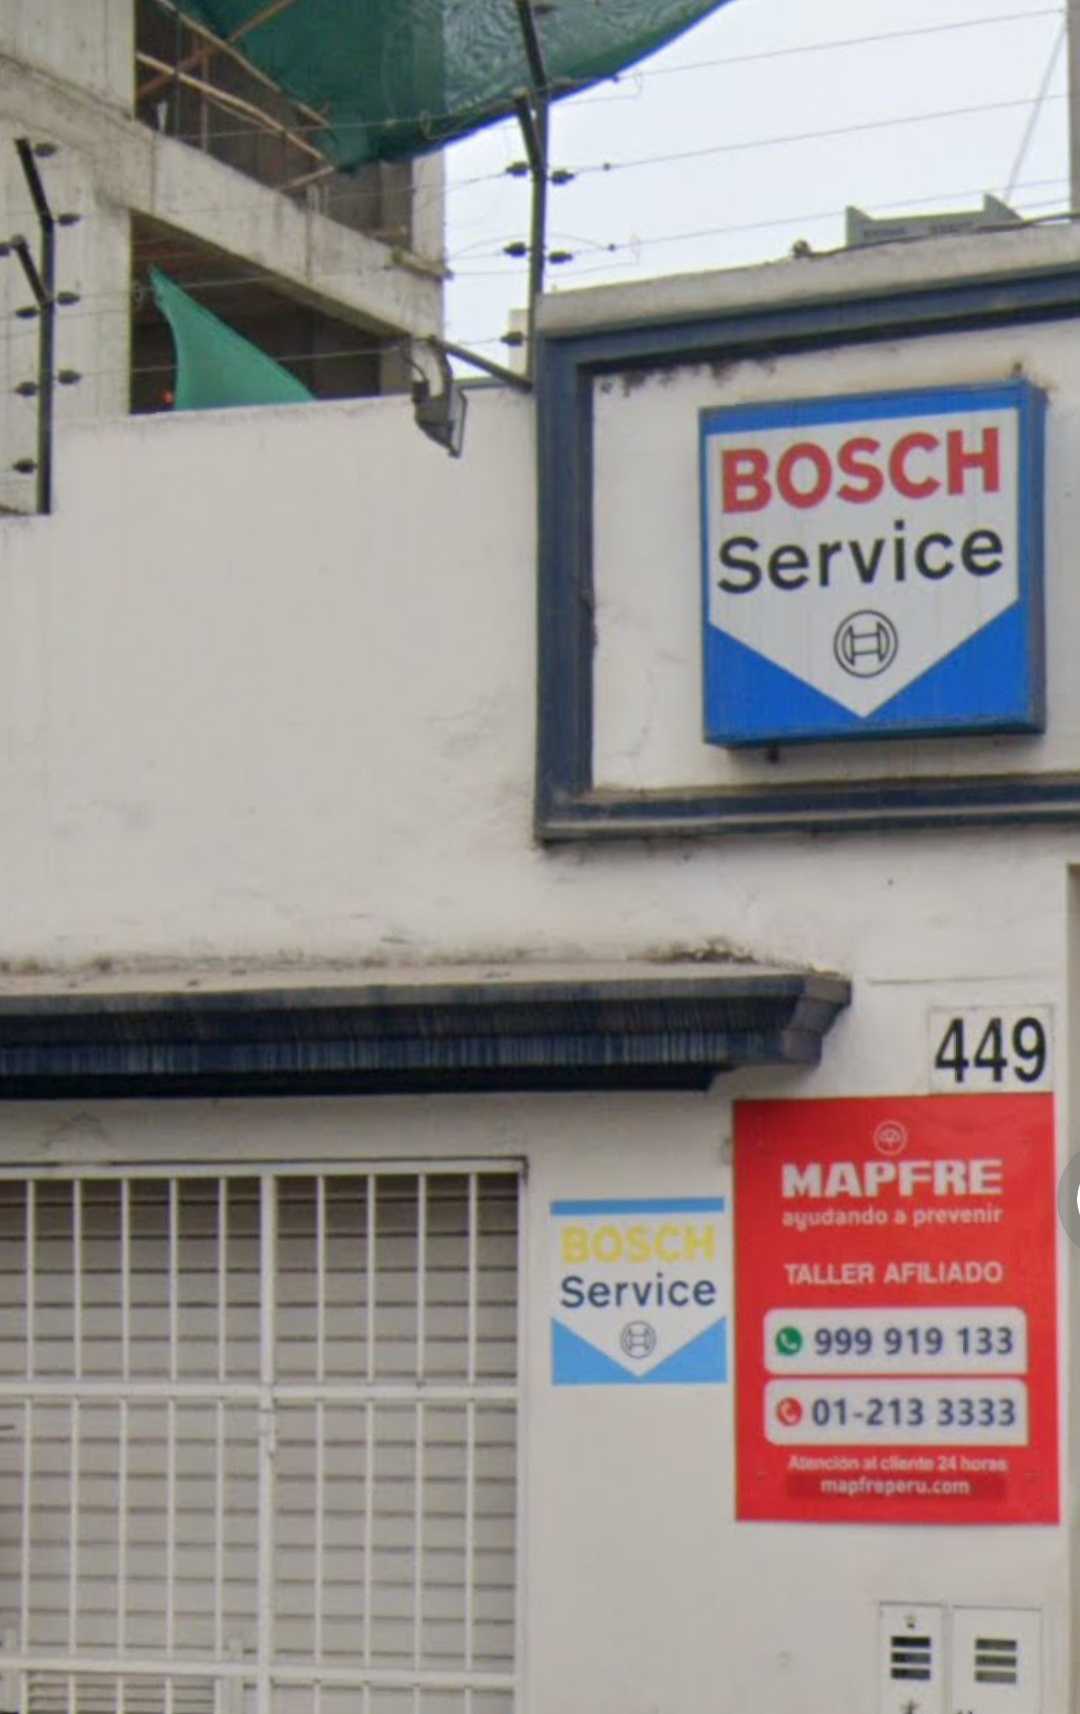 BOSCH
Service
449
MAPFRE
ayudando a prevenir
TALLER AFILIADO
999 919 133
01-213 3333
Atención al cliente 24 horas
mapfreperu.com
BOSCH
Service